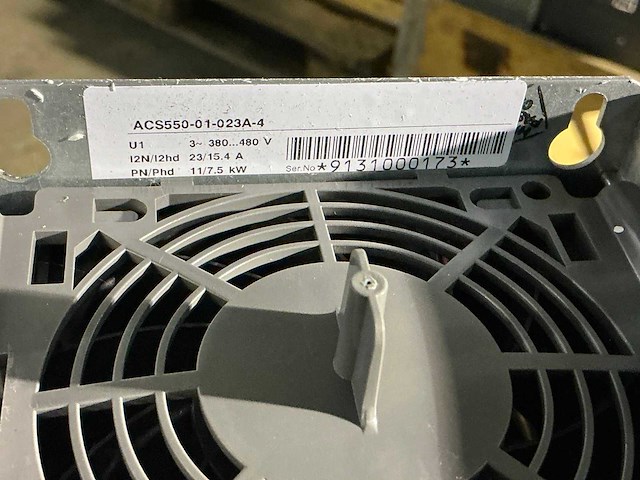 ACS550-01-023A-4
U1 3~ 380...480 V
I2N/I2hd 23/15.4 A
PN/Phd 11/7.5 kW
Ser.No *9131000173*